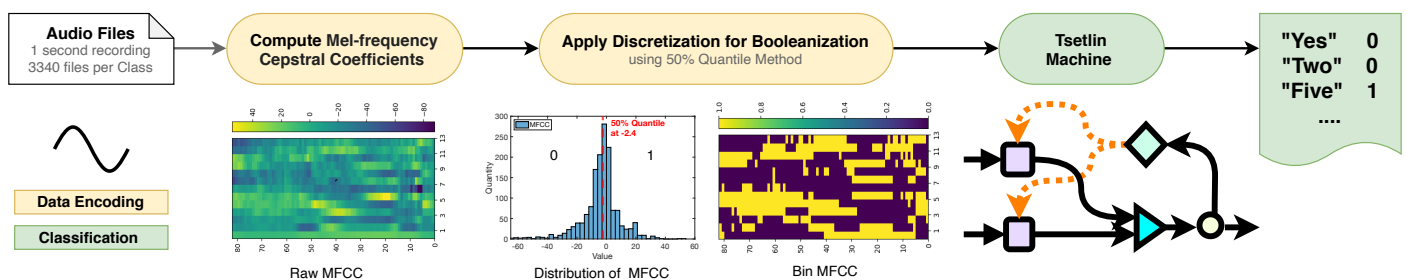 Audio Files
1 second recording
3340 files per Class
Compute Mel-frequency
Cepstral Coefficients
Apply Discretization for Booleanization
using 50% Quantile Method
Tsetlin
Machine
"Yes" 0
"Two" 0
"Five" 1
....
Data Encoding
Classification
40 20 0 −20 −40 −60 −80
13
11
9
7
5
3
1
80 70 60 50 40 30 20 10 0
Raw MFCC
MFCC
50% Quantile
at -2.4
0 1
Quantity
300
250
200
150
100
50
0
-60 -40 -20 0 20 40 60
Value
Distribution of MFCC
1.0 0.8 0.6 0.4 0.2 0.0
13
11
9
7
5
3
1
80 70 60 50 40 30 20 10 0
Bin MFCC